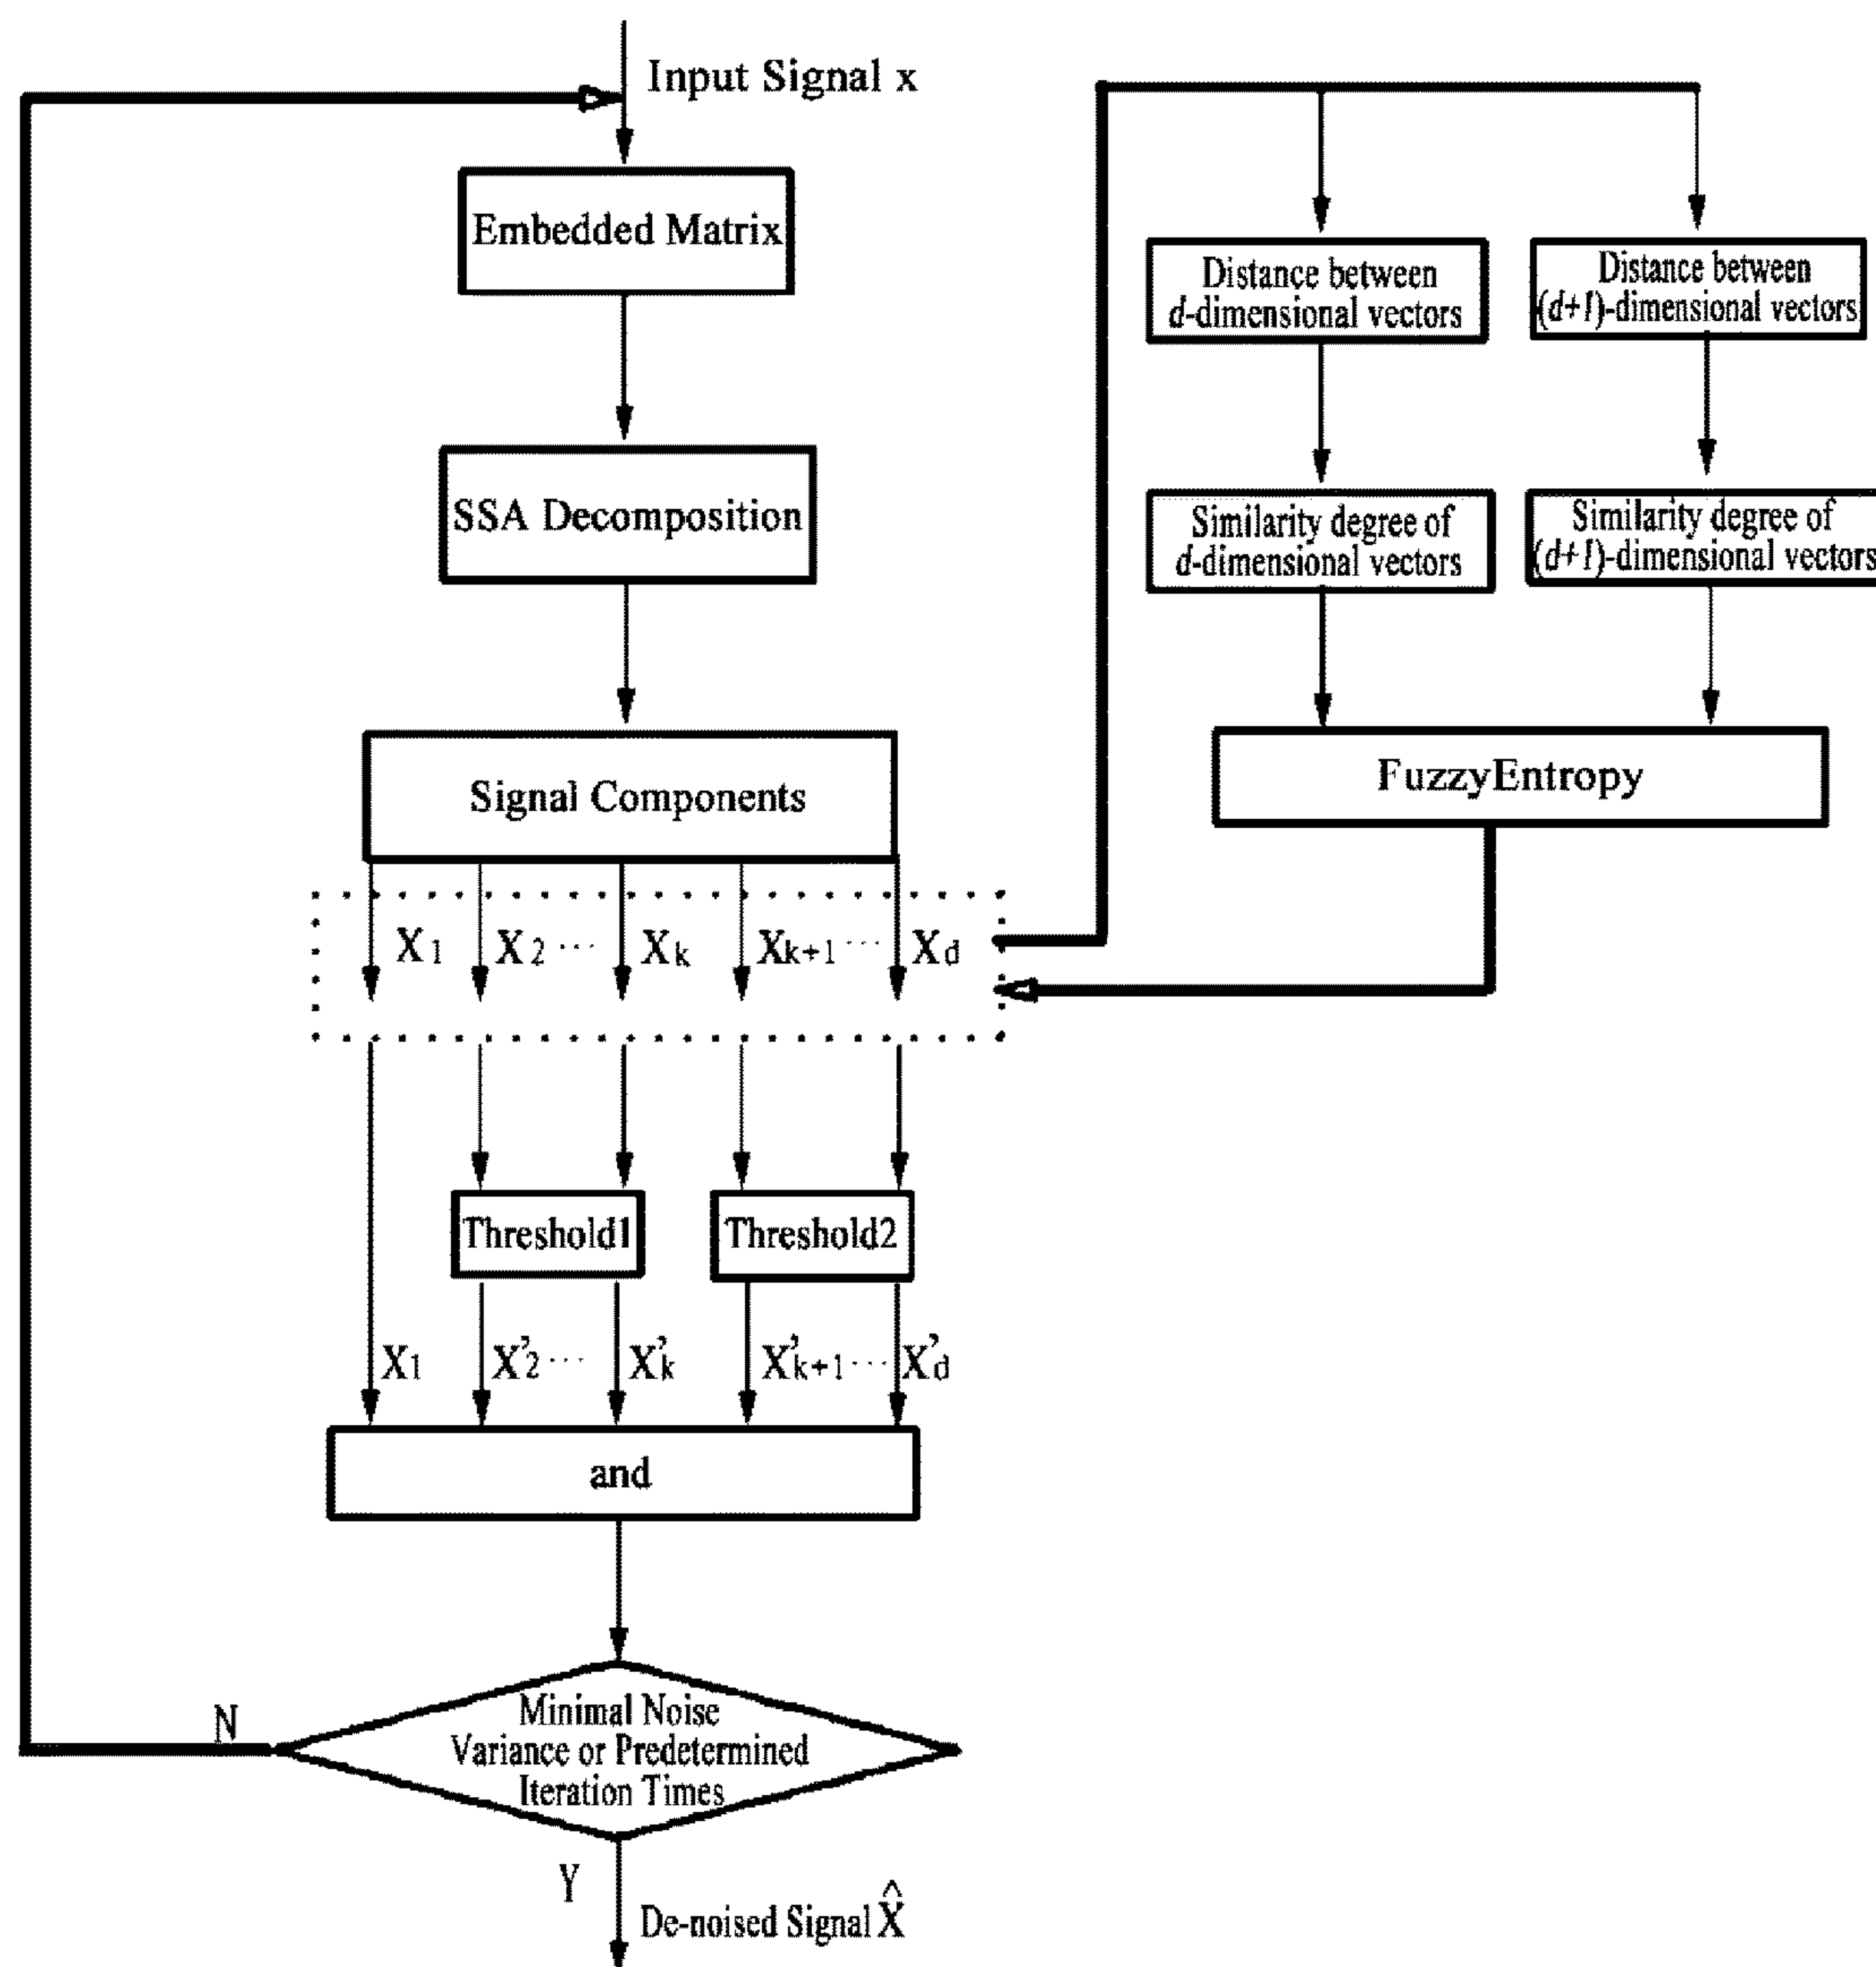 Input Signal x
Embedded Matrix
SSA Decomposition
Signal Components
X1 X2 ... Xk Xk+1 ... Xd
Threshold1
Threshold2
X1 X'2 ... X'k X'k+1 ... X'd
and
N
Minimal Noise
Variance or Predetermined
Iteration Times
Y
De-noised Signal X̂
Distance between
d-dimensional vectors
Distance between
(d+1)-dimensional vectors
Similarity degree of
d-dimensional vectors
Similarity degree of
(d+1)-dimensional vectors
FuzzyEntropy